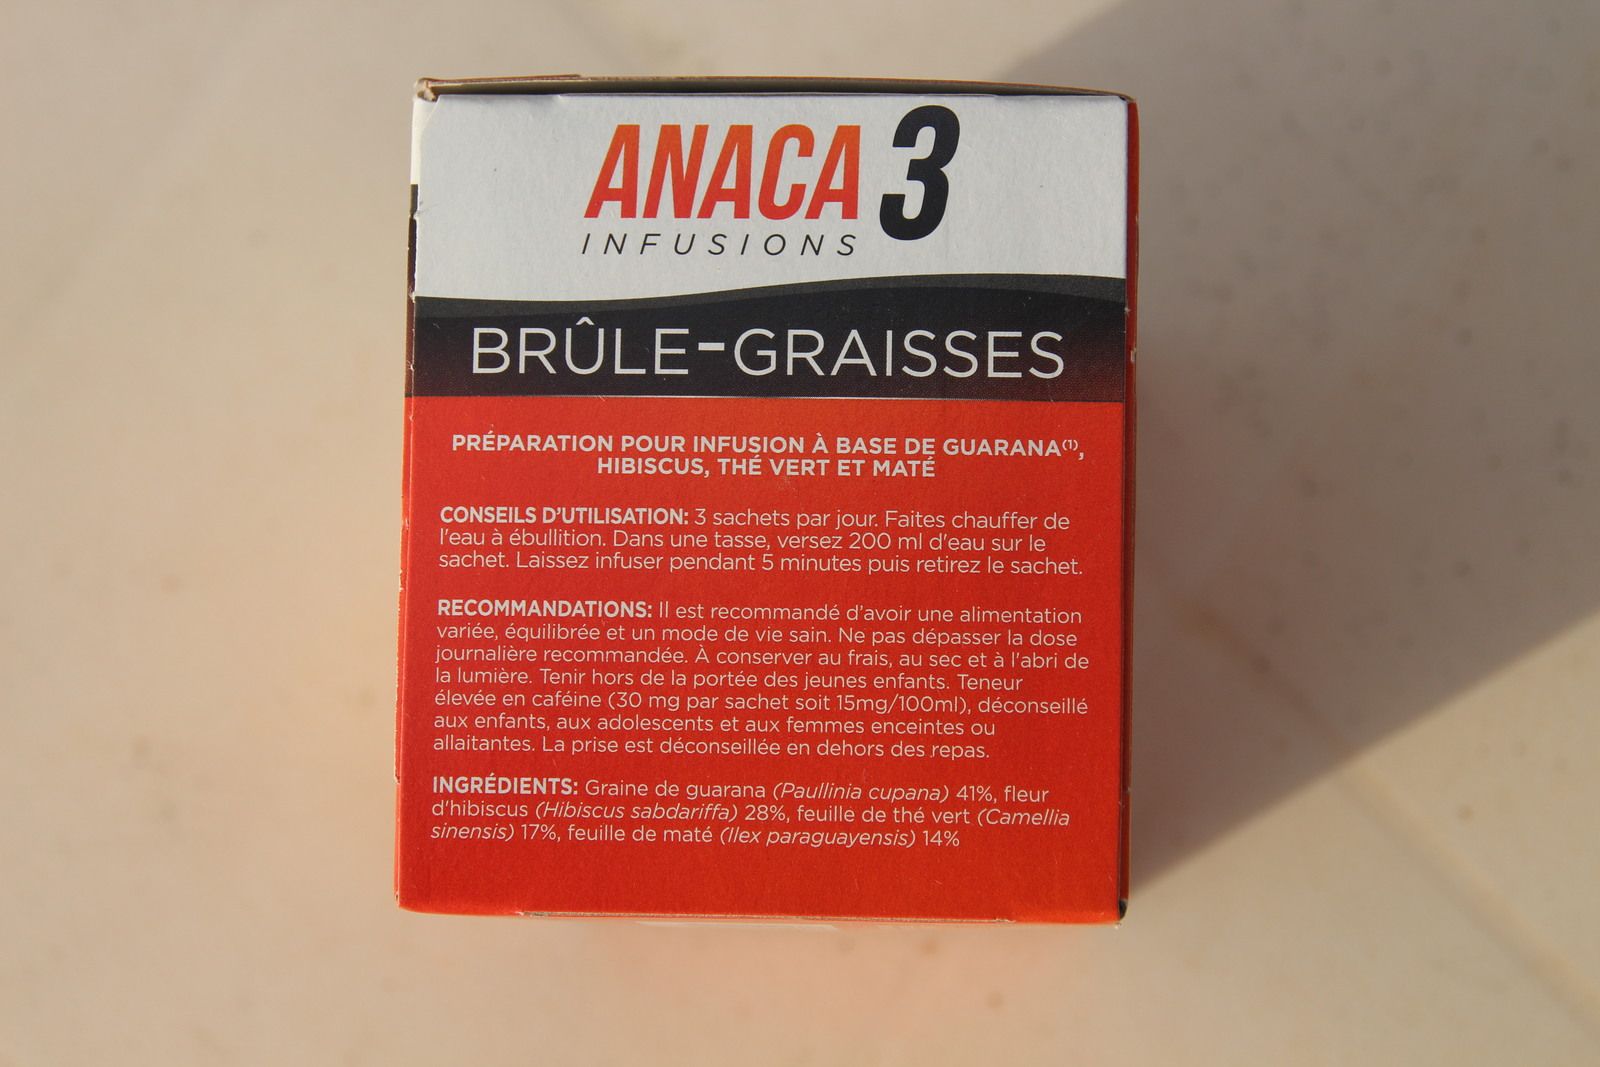 ANACA 3
INFUSIONS
BRÛLE-GRAISSES
PRÉPARATION POUR INFUSION À BASE DE GUARANA(1),
HIBISCUS, THÉ VERT ET MATÉ
CONSEILS D'UTILISATION: 3 sachets par jour. Faites chauffer de
l'eau à ébullition. Dans une tasse, versez 200 ml d'eau sur le
sachet. Laissez infuser pendant 5 minutes puis retirez le sachet.
RECOMMANDATIONS: Il est recommandé d'avoir une alimentation
variée, équilibrée et un mode de vie sain. Ne pas dépasser la dose
journalière recommandée. À conserver au frais, au sec et à l'abri de
la lumière. Tenir hors de la portée des jeunes enfants. Teneur
élevée en caféine (30 mg par sachet soit 15mg/100ml), déconseillé
aux enfants, aux adolescents et aux femmes enceintes ou
allaitantes. La prise est déconseillée en dehors des repas.
INGRÉDIENTS: Graine de guarana (Paullinia cupana) 41%, fleur
d'hibiscus (Hibiscus sabdariffa) 28%, feuille de thé vert (Camellia
sinensis) 17%, feuille de maté (Ilex paraguayensis) 14%